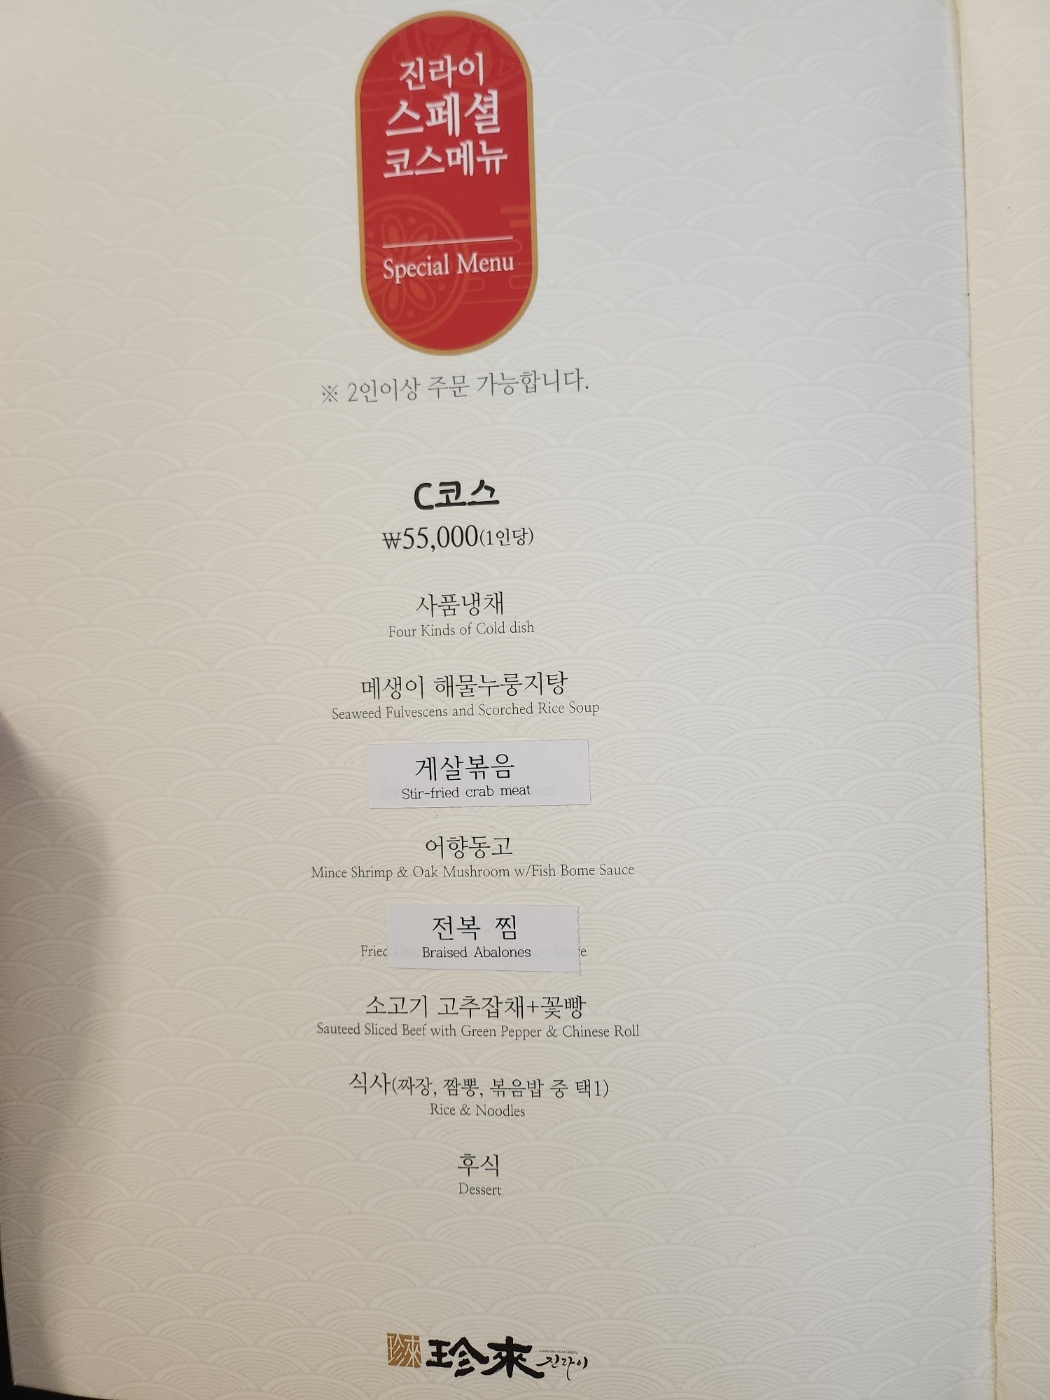 진라이
스페셜
코스메뉴
Special Menu
※ 2인이상 주문 가능합니다.
C코스
₩55,000(1인당)
사품냉채
Four Kinds of Cold dish
메생이 해물누룽지탕
Seaweed Fulvescens and Scorched Rice Soup
게살볶음
Stir-fried crab meat
어향동고
Mince Shrimp & Oak Mushroom w/Fish Bome Sauce
전복 찜
Fried
Braised Abalones
소고기 고추잡채+꽃빵
Sauteed Sliced Beef with Green Pepper & Chinese Roll
식사(짜장, 짬뽕, 볶음밥 중 택1)
Rice & Noodles
후식
Dessert
珍來 珍來 진라이